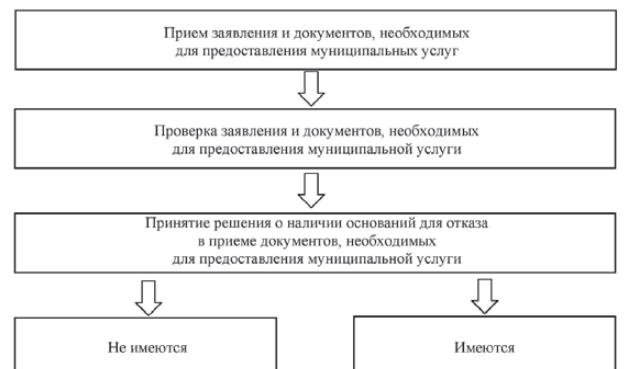 Прием заявления и документов, необходимых
для предоставления муниципальных услуг
Проверка заявления и документов, необходимых
для предоставления муниципальной услуги
Принятие решения о наличии оснований для отказа
в приеме документов, необходимых
для предоставления муниципальной услуги
Не имеются
Имеются